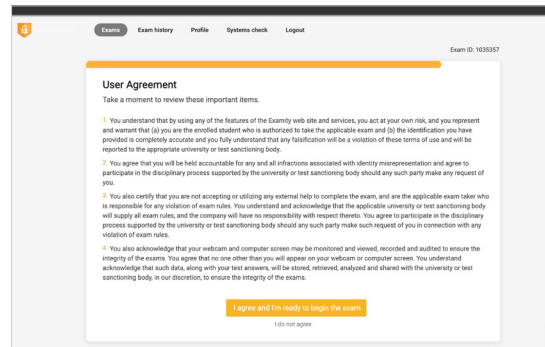 Exams Exam history Profile Systems check Logout
Exam ID: 1035357
User Agreement
Take a moment to review these important items.
1 You understand that by using any of the features of the Examity web site and services, you act at your own risk, and you represent
and warrant that (a) you are the enrolled student who is authorized to take the applicable exam and (b) the identification you have
provided is completely accurate and you fully understand that any falsification will be a violation of these terms of use and will be
reported to the appropriate university or test sanctioning body.
2 You agree that you will be held accountable for any and all infractions associated with identity misrepresentation and agree to
participate in the disciplinary process supported by the university or test sanctioning body should any such party make any request of
you.
3 You also certify that you are not accepting or utilizing any external help to complete the exam, and are the applicable exam taker who
is responsible for any violation of exam rules. You understand and acknowledge that the applicable university or test sanctioning body
will supply all exam rules, and the company will have no responsibility with respect thereto. You agree to participate in the disciplinary
process supported by the university or test sanctioning body should any such party make such request of you in connection with any
violation of exam rules.
4 You also acknowledge that your webcam and computer screen may be monitored and viewed, recorded and audited to ensure the
integrity of the exams. You agree that no one other than you will appear on your webcam or computer screen. You understand
acknowledge that such data, along with your test answers, will be stored, retrieved, analyzed and shared with the university or test
sanctioning body, in our discretion, to ensure the integrity of the exams.
I agree and I'm ready to begin the exam
I do not agree